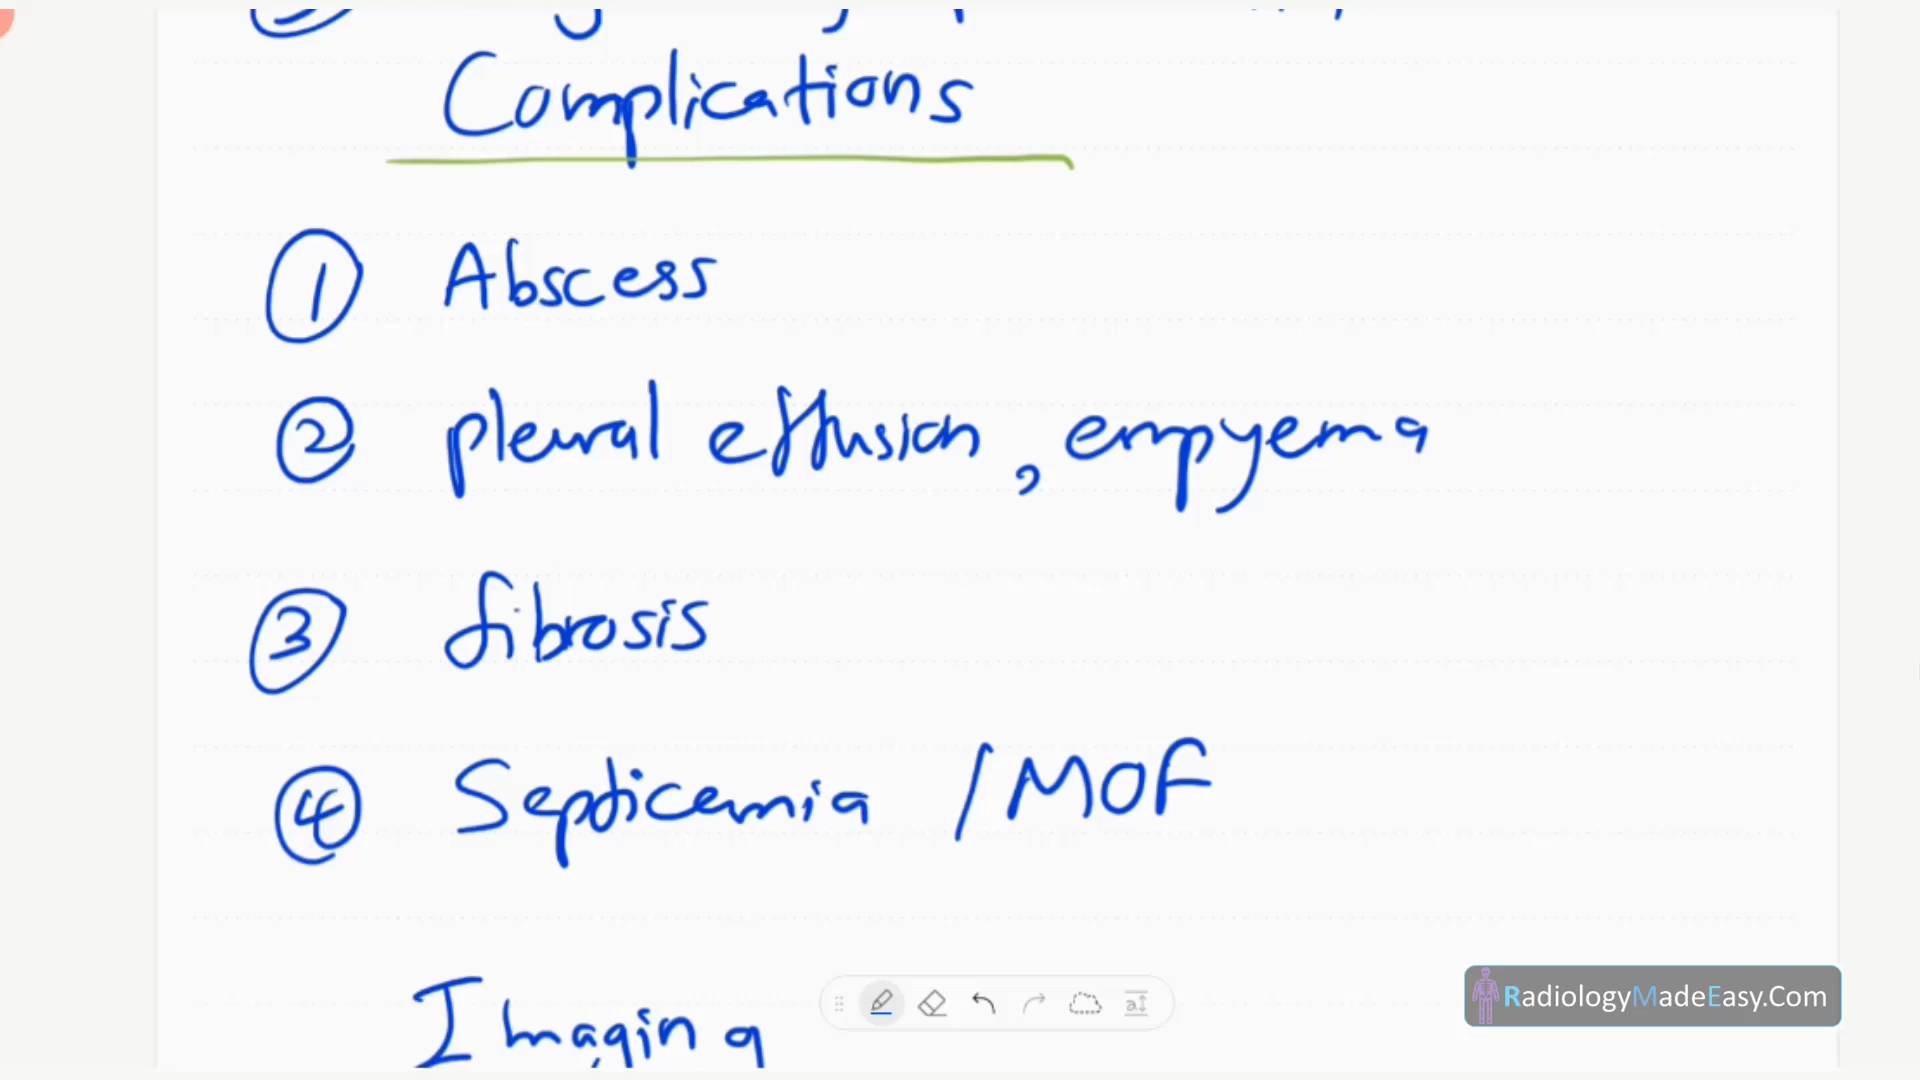 Complications
① Abscess
② pleural effusion, empyema
③ fibrosis
④ Septicemia / MOF
Imaging
RadiologyMadeEasy.Com